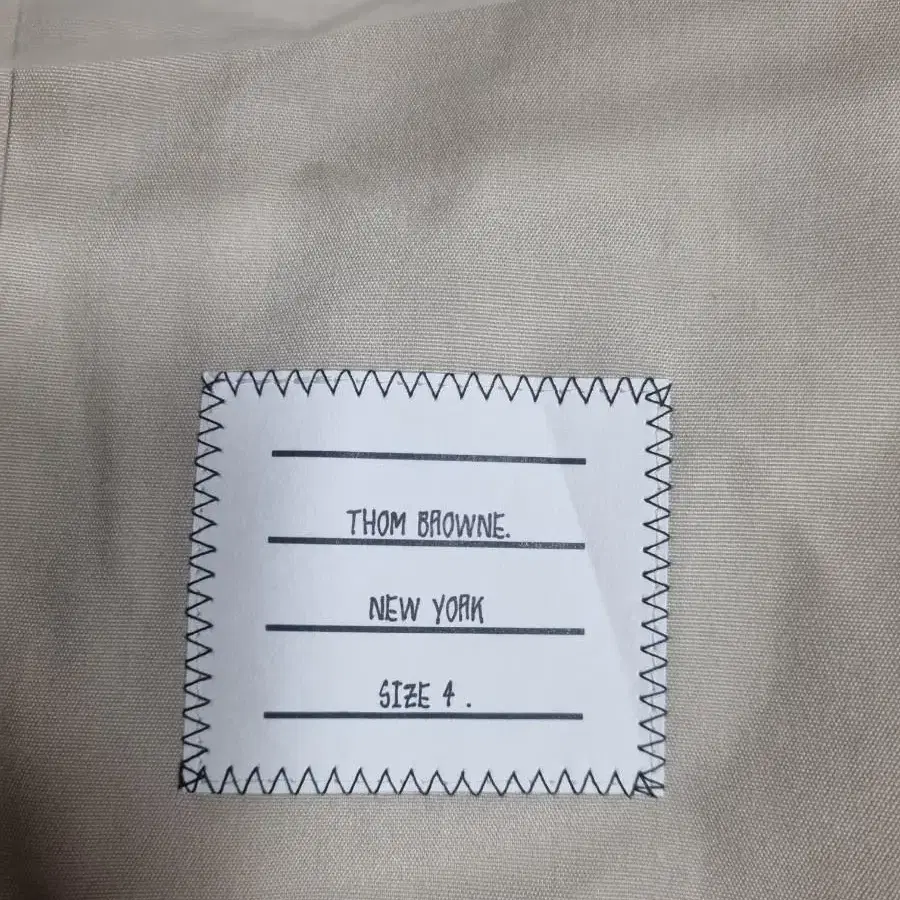 THOM BROWNE.
NEW YORK
SIZE 4 .